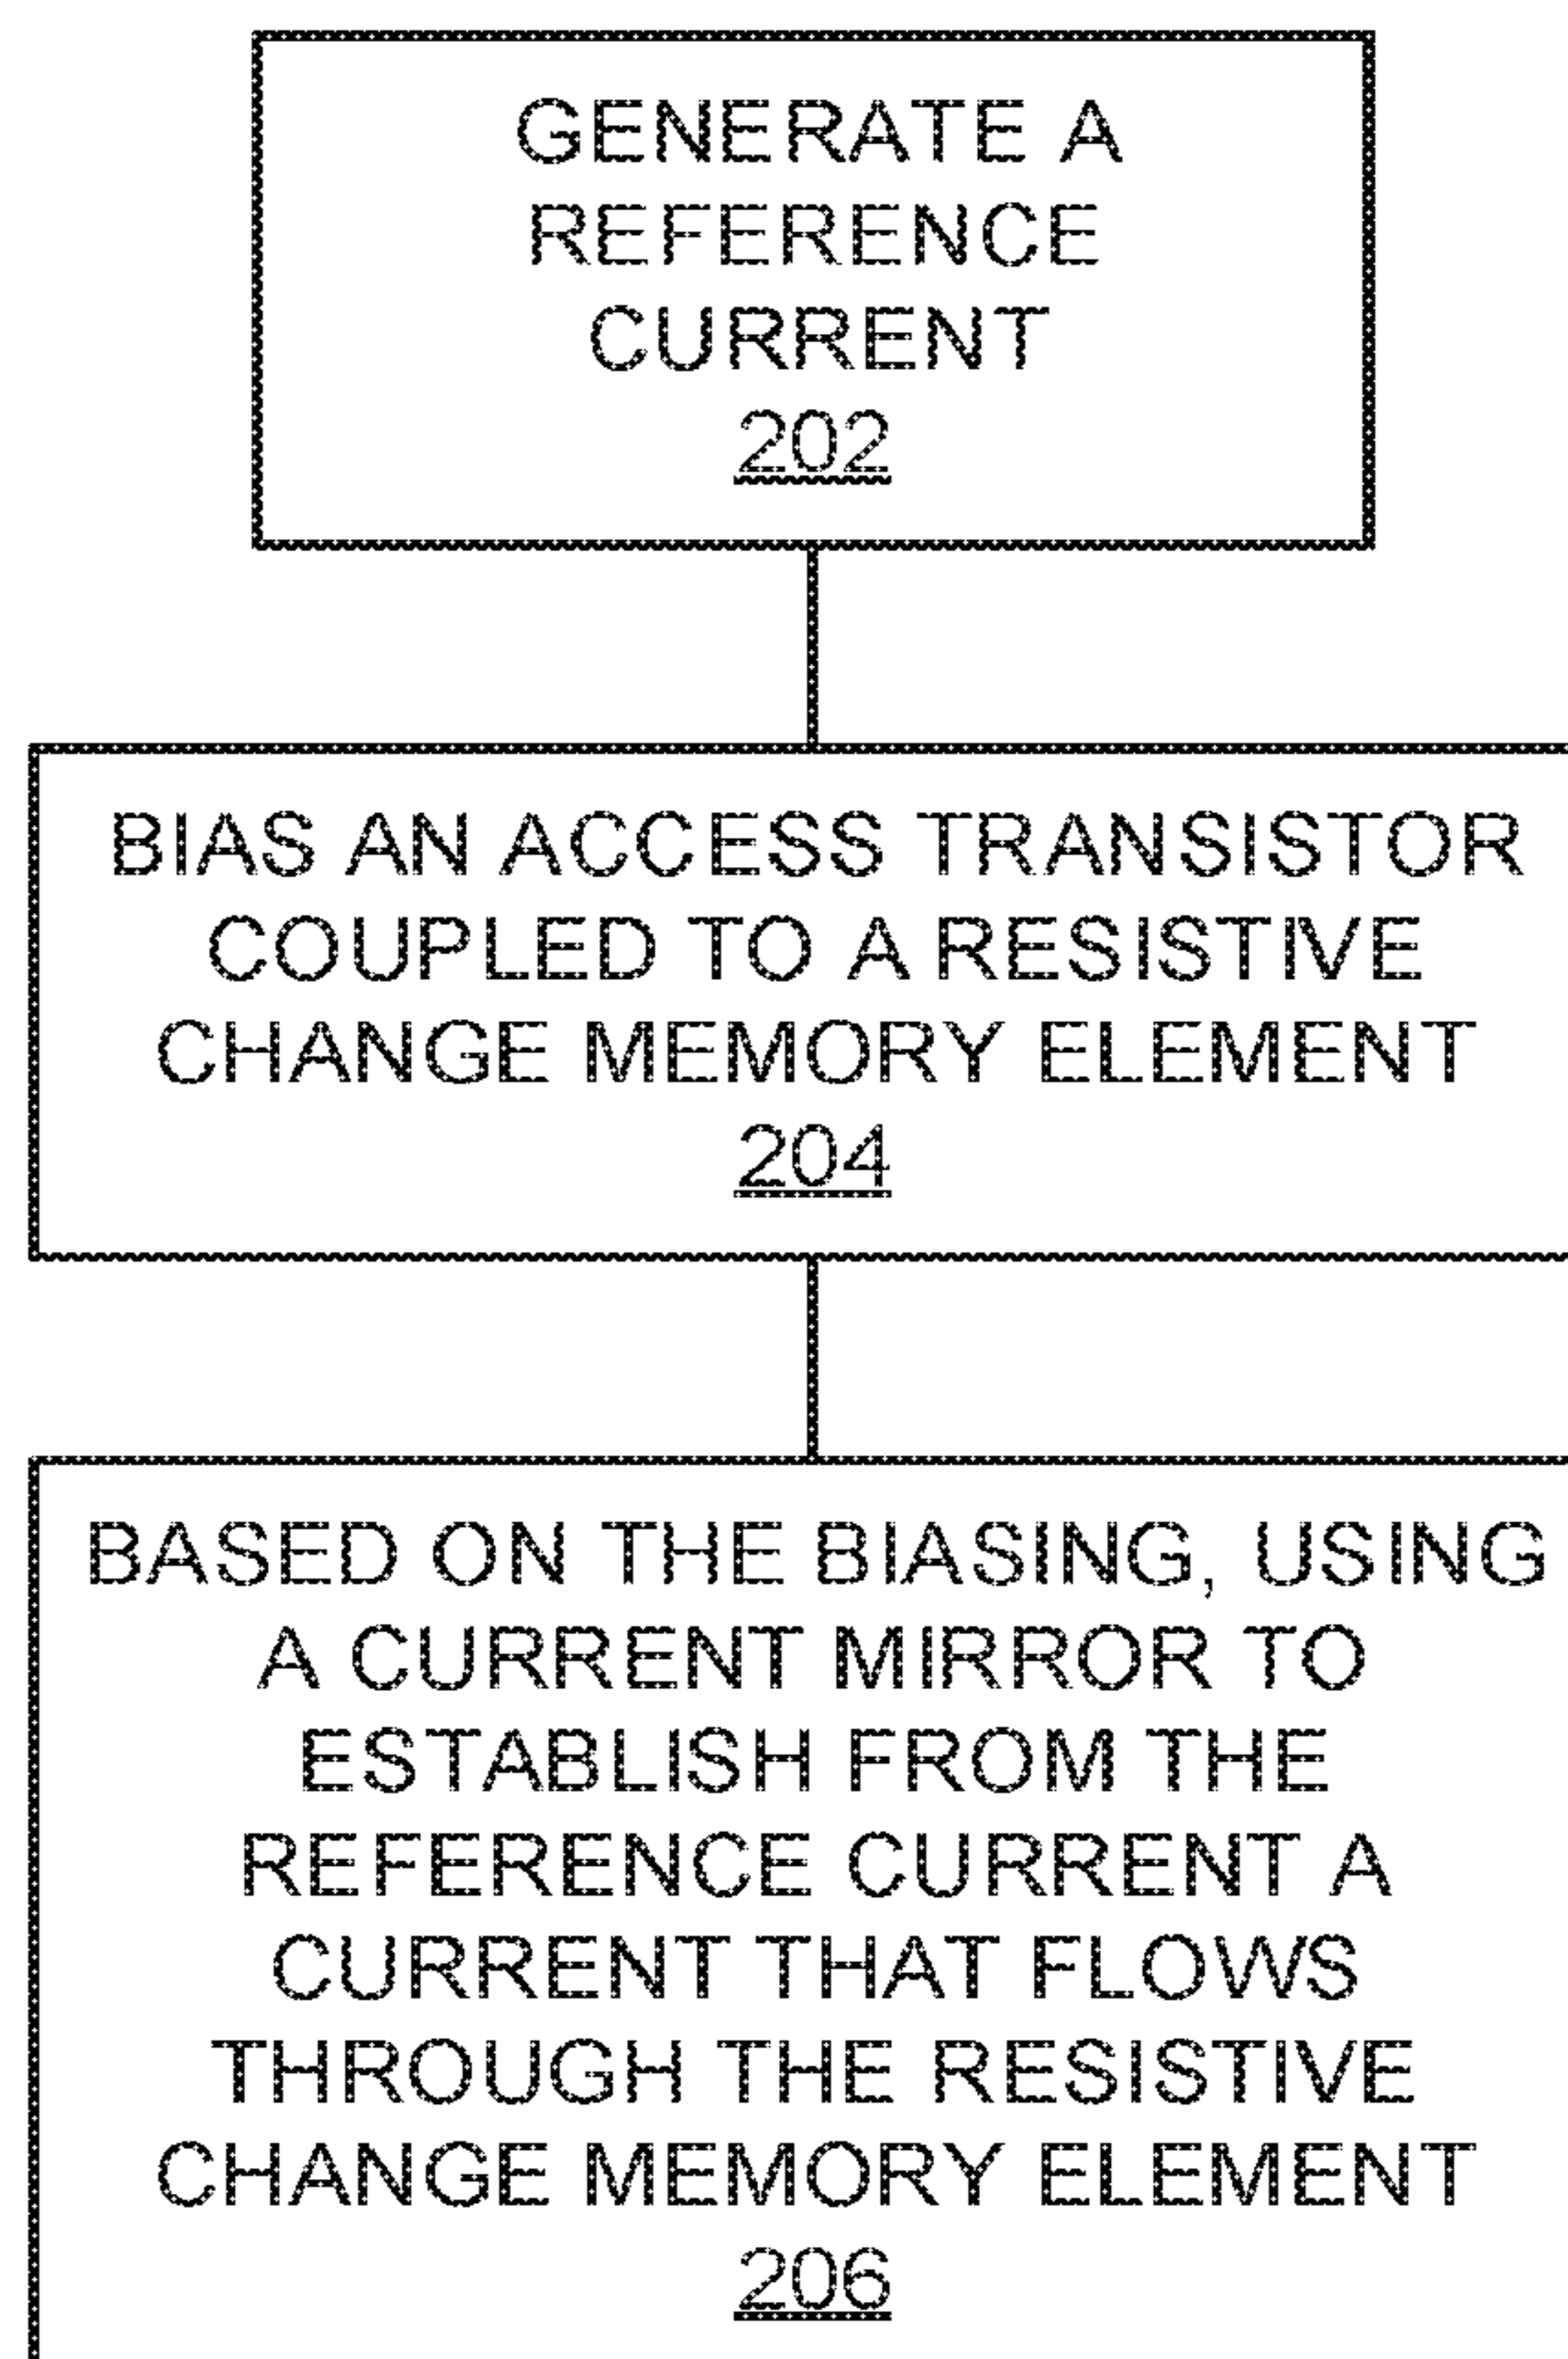 GENERATE A
REFERENCE
CURRENT
202
BIAS AN ACCESS TRANSISTOR
COUPLED TO A RESISTIVE
CHANGE MEMORY ELEMENT
204
BASED ON THE BIASING, USING
A CURRENT MIRROR TO
ESTABLISH FROM THE
REFERENCE CURRENT A
CURRENT THAT FLOWS
THROUGH THE RESISTIVE
CHANGE MEMORY ELEMENT
206